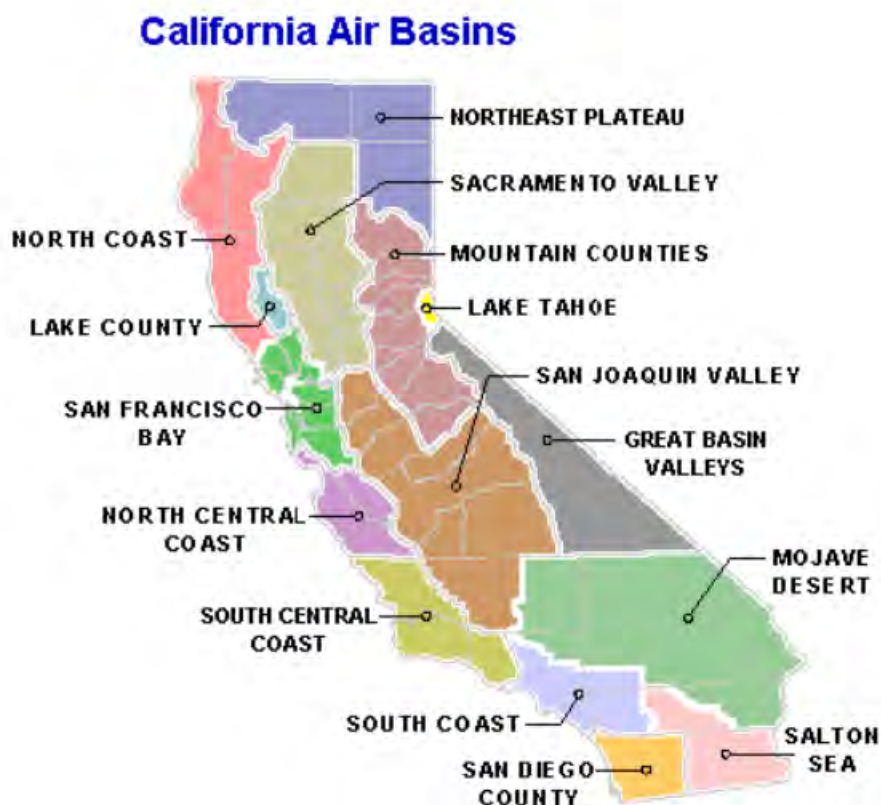 California Air Basins
NORTHEAST PLATEAU
SACRAMENTO VALLEY
NORTH COAST
MOUNTAIN COUNTIES
LAKE TAHOE
LAKE COUNTY
SAN JOAQUIN VALLEY
SAN FRANCISCO
BAY
GREAT BASIN
VALLEYS
NORTH CENTRAL
COAST
MOJAVE
DESERT
SOUTH CENTRAL
COAST
SOUTH COAST
SALTON
SEA
SAN DIEGO
COUNTY